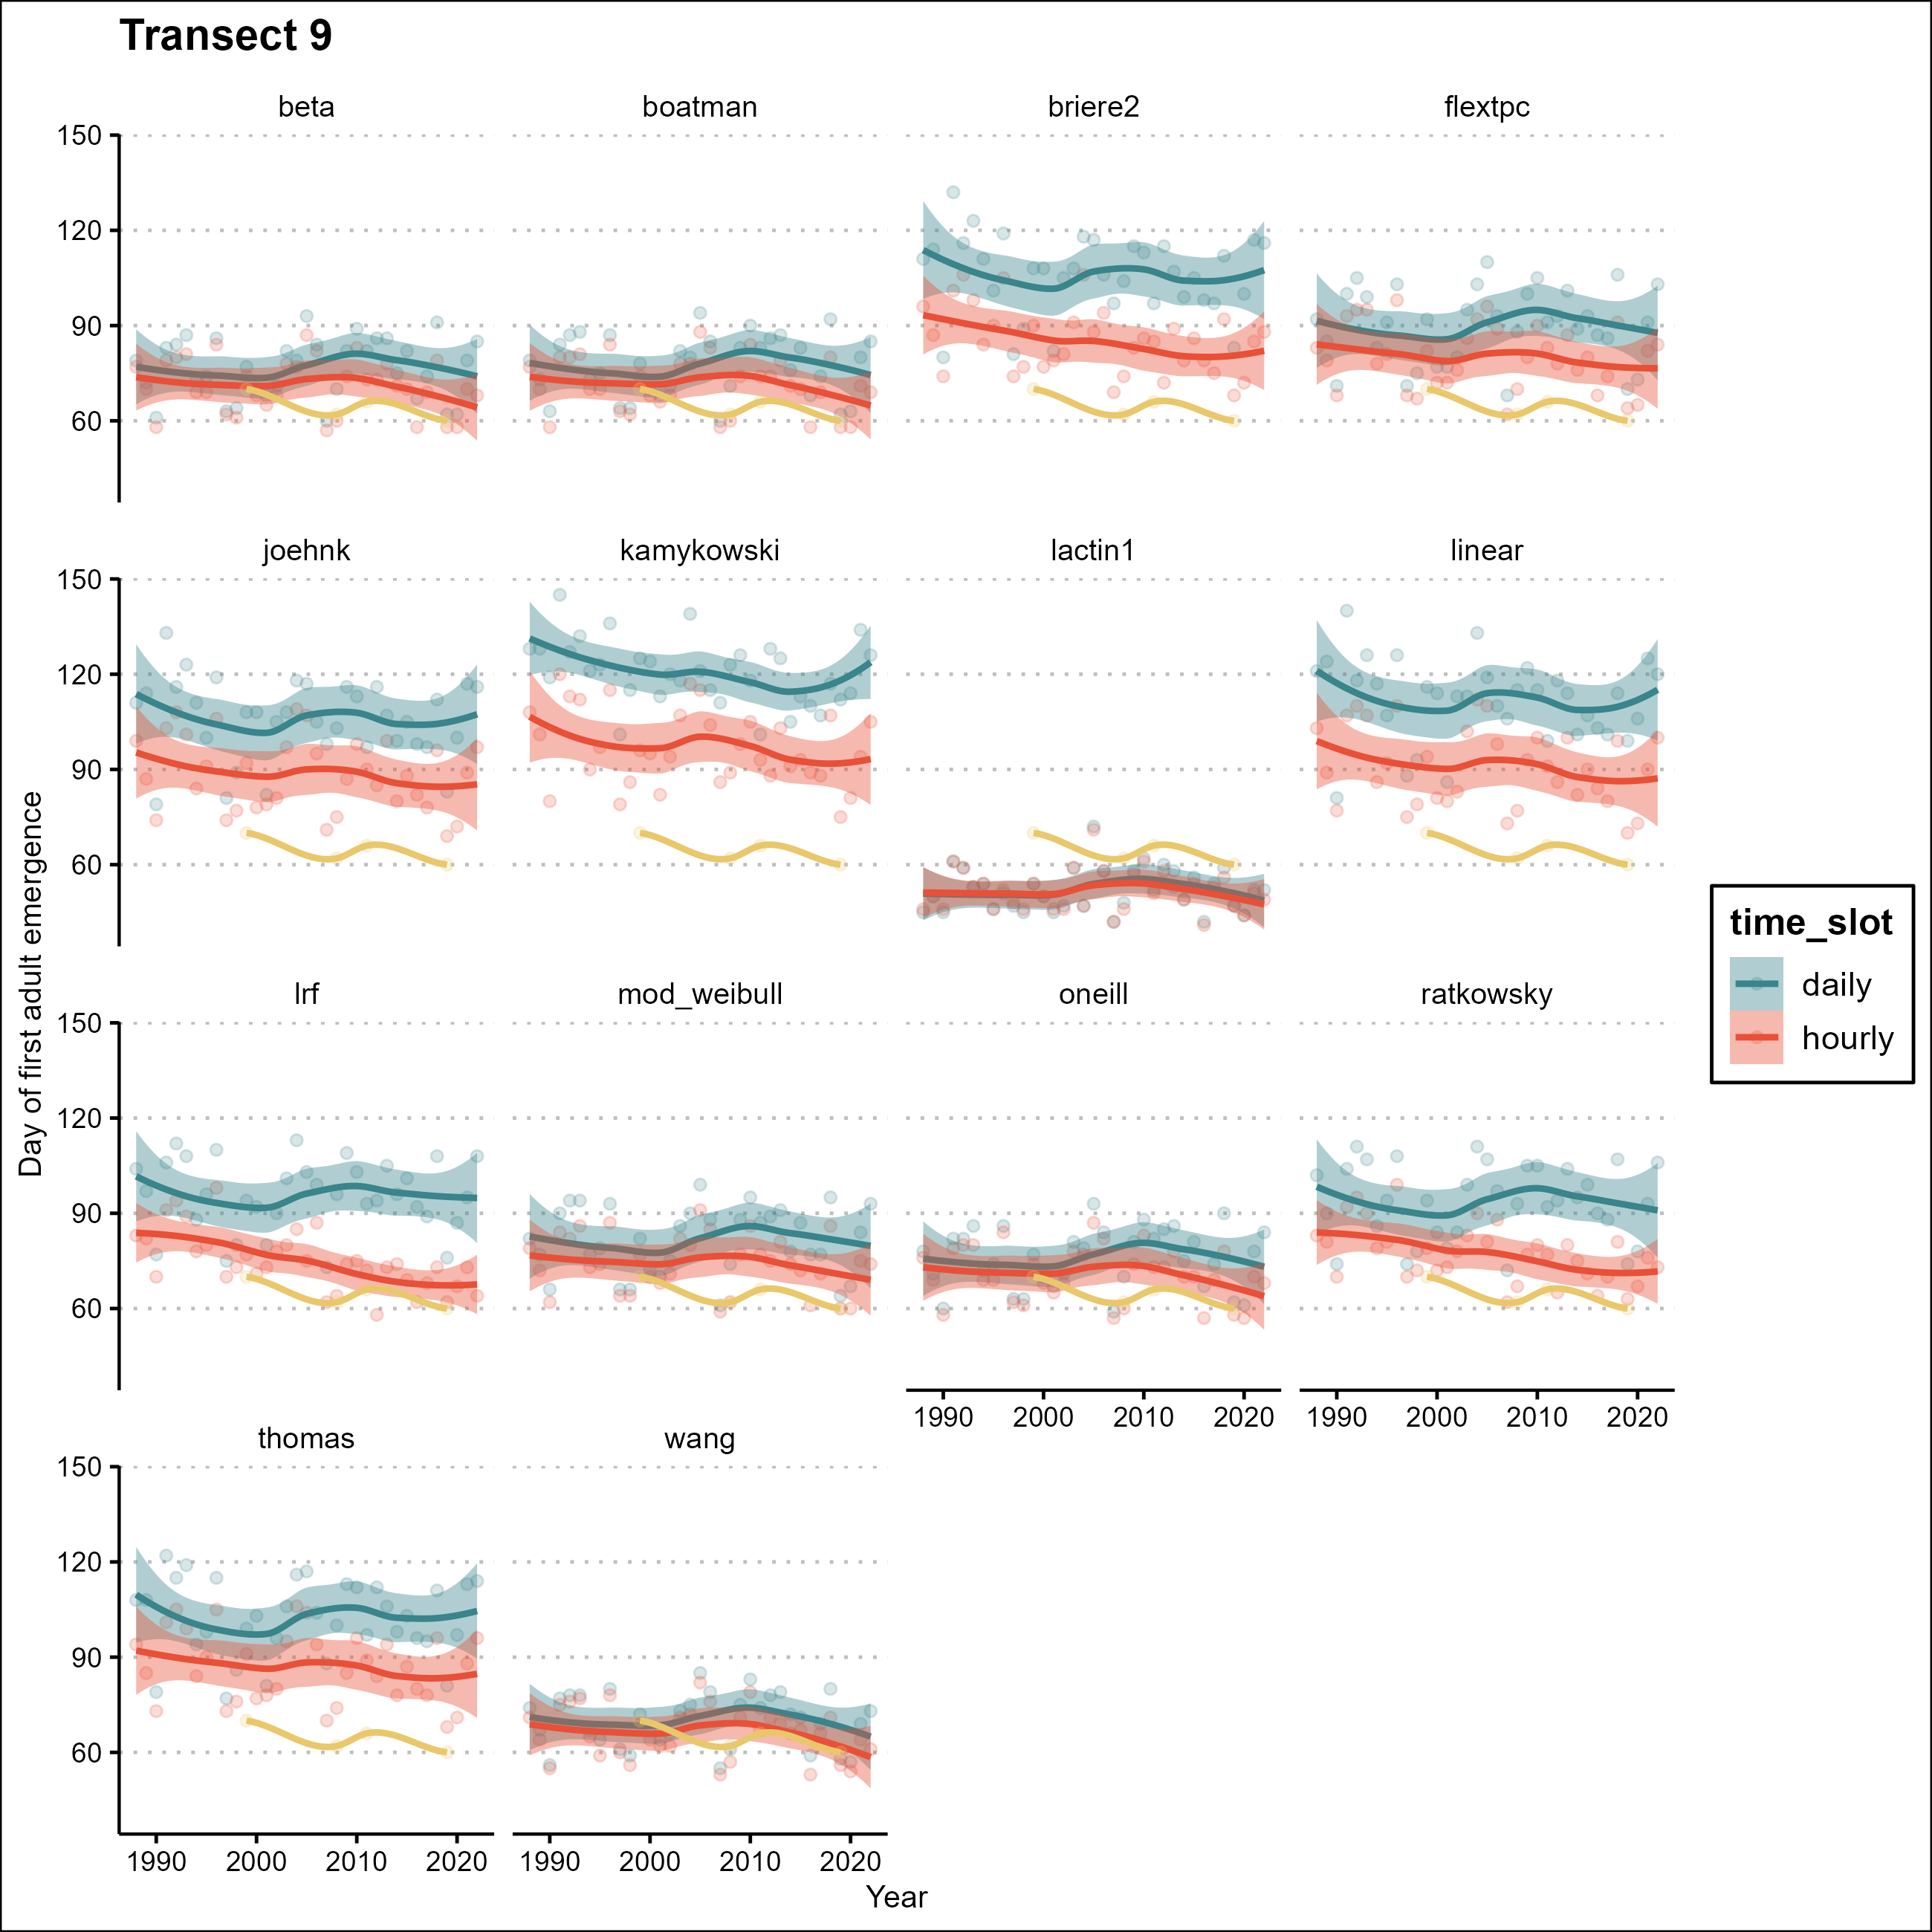 Transect 9
beta boatman briere2 flextpc
150
120
90
60
joehnk kamykowski lactin1 linear
150
120
90
60
Day of first adult emergence
time_slot
daily
hourly
lrf mod_weibull oneill ratkowsky
150
120
90
60
1990 2000 2010 2020 1990 2000 2010 2020
thomas wang
150
120
90
60
1990 2000 2010 2020 1990 2000 2010 2020
Year